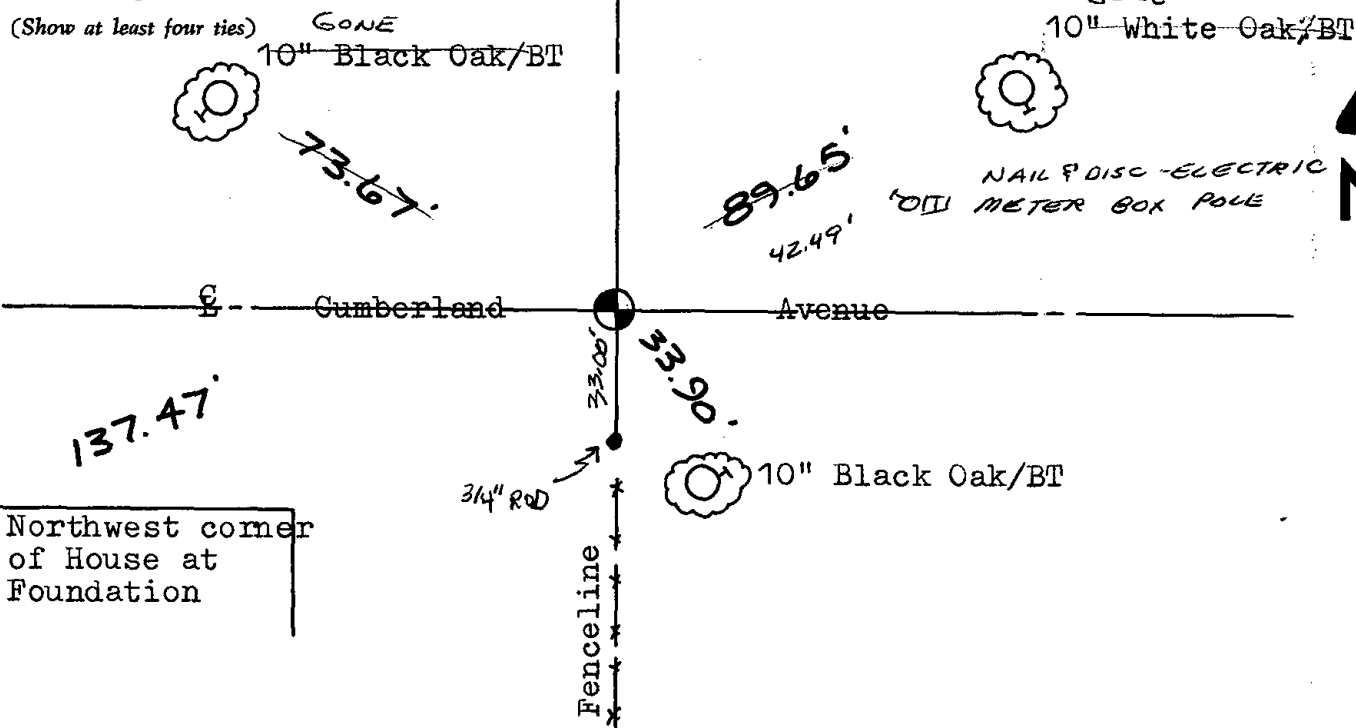 (Show at least four ties)
GONE
10" Black Oak/BT
10" White Oak/BT
73.67'
89.65'
42.49'
NAIL & DISC - ELECTRIC
METER BOX POLE
N
℄ Cumberland Avenue
33.00'
33.90'
137.47'
3/4" ROD
10" Black Oak/BT
Northwest corner
of House at
Foundation
Fenceline